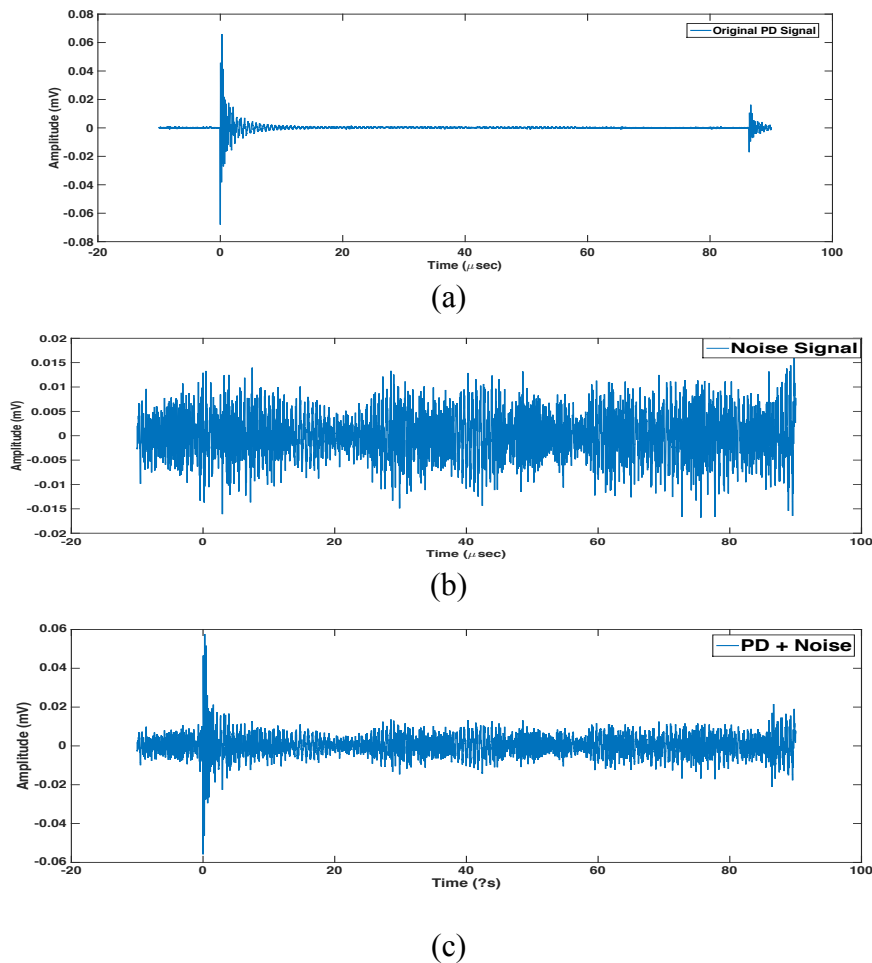 0.08
Original PD Signal
0.06
0.04
0.02
0
-0.02
-0.04
-0.06
-0.08
Amplitude (mV)
-20 0 20 40 60 80 100
Time (μsec)
(a)
0.02
Noise Signal
0.015
0.01
0.005
0
-0.005
-0.01
-0.015
-0.02
Amplitude (mV)
-20 0 20 40 60 80 100
Time (μsec)
(b)
0.06
PD + Noise
0.04
0.02
0
-0.02
-0.04
-0.06
Amplitude (mV)
-20 0 20 40 60 80 100
Time (?s)
(c)